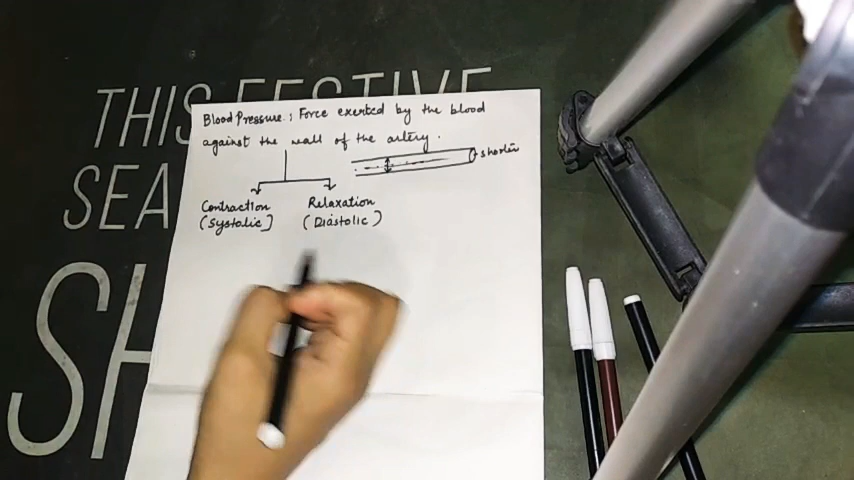 THIS FESTIVE
SEA
SH
Blood Pressure : Force exerted by the blood
against the wall of the artery.
Contraction
(Systolic)
Relaxation
(Diastolic)